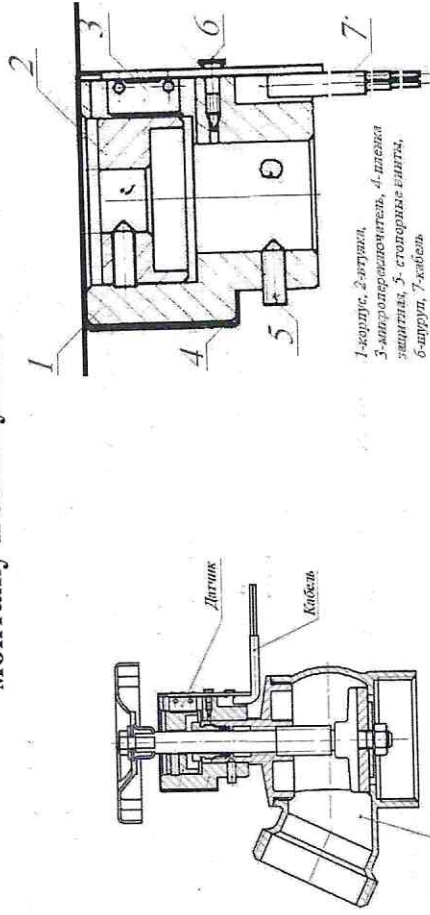 2
3
1
6
4
5
7
1-корпус, 2-втулка,
3-микропереключатель, 4-пленка
защитная, 5- стопорные винты,
6-шуруп, 7-кабель
Датчик
Кабель